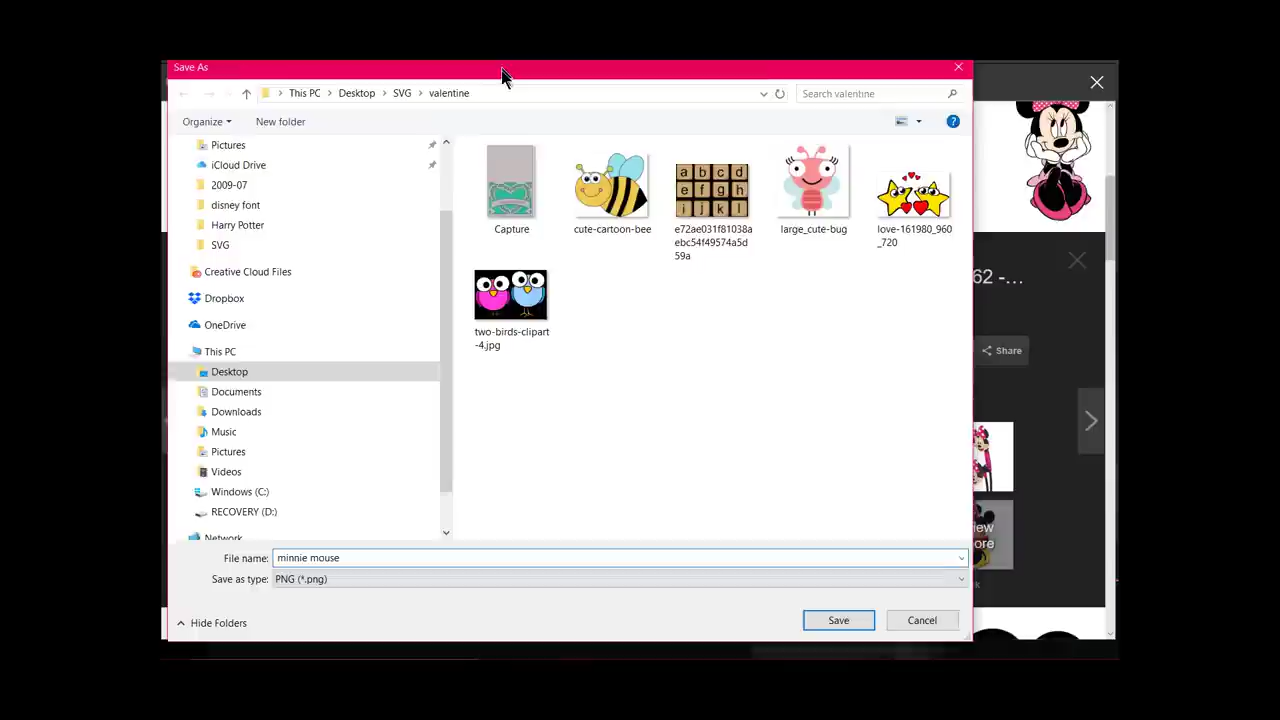 Save As
This PC
Desktop
SVG
valentine
Search valentine
Organize
New folder
Pictures
iCloud Drive
2009-07
disney font
Harry Potter
SVG
Creative Cloud Files
Dropbox
OneDrive
This PC
Desktop
Documents
Downloads
Music
Pictures
Videos
Windows (C:)
RECOVERY (D:)
Network
a b c d
e f g h
i j k l
Capture
cute-cartoon-bee
e72ae031f81038a
ebc54f49574a5d
59a
large_cute-bug
love-161980_960
_720
two-birds-clipart
-4.jpg
62 -...
Share
File name: minnie mouse
Save as type: PNG (*.png)
Hide Folders
Save
Cancel